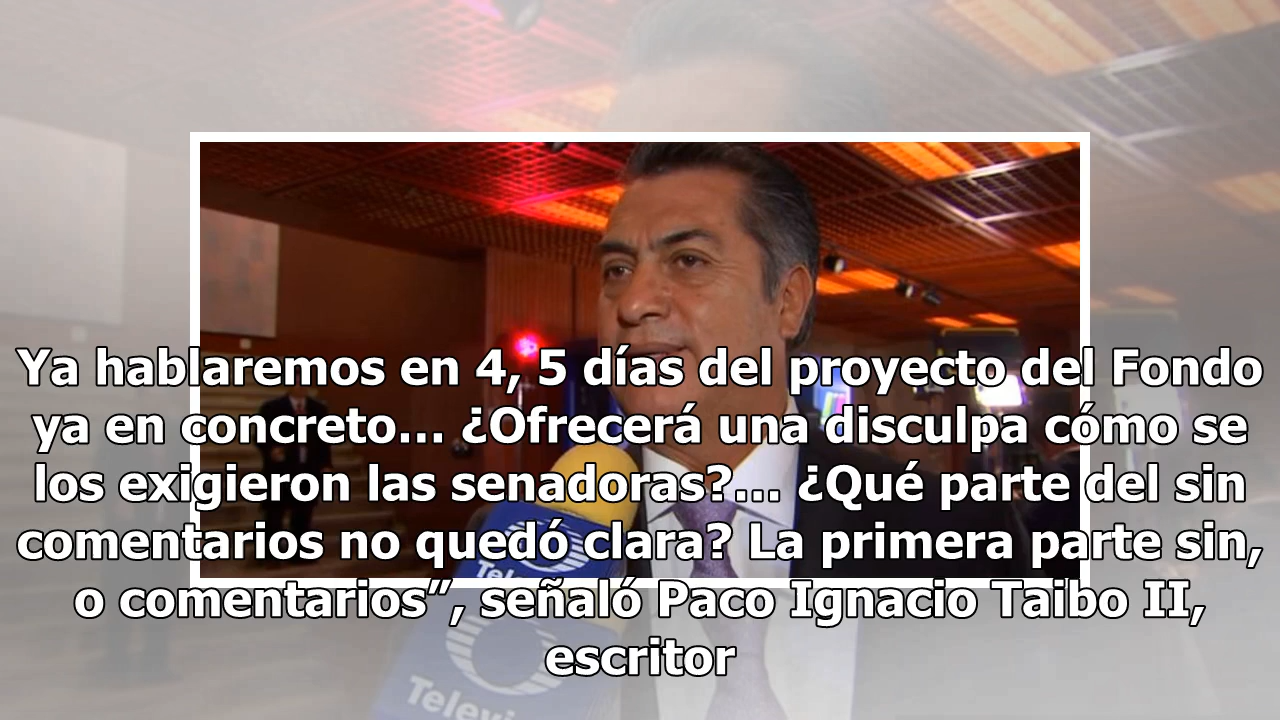 Ya hablaremos en 4, 5 días del proyecto del Fondo
ya en concreto... ¿Ofrecerá una disculpa cómo se
los exigieron las senadoras?... ¿Qué parte del sin
comentarios no quedó clara? La primera parte sin,
o comentarios”, señaló Paco Ignacio Taibo II,
escritor